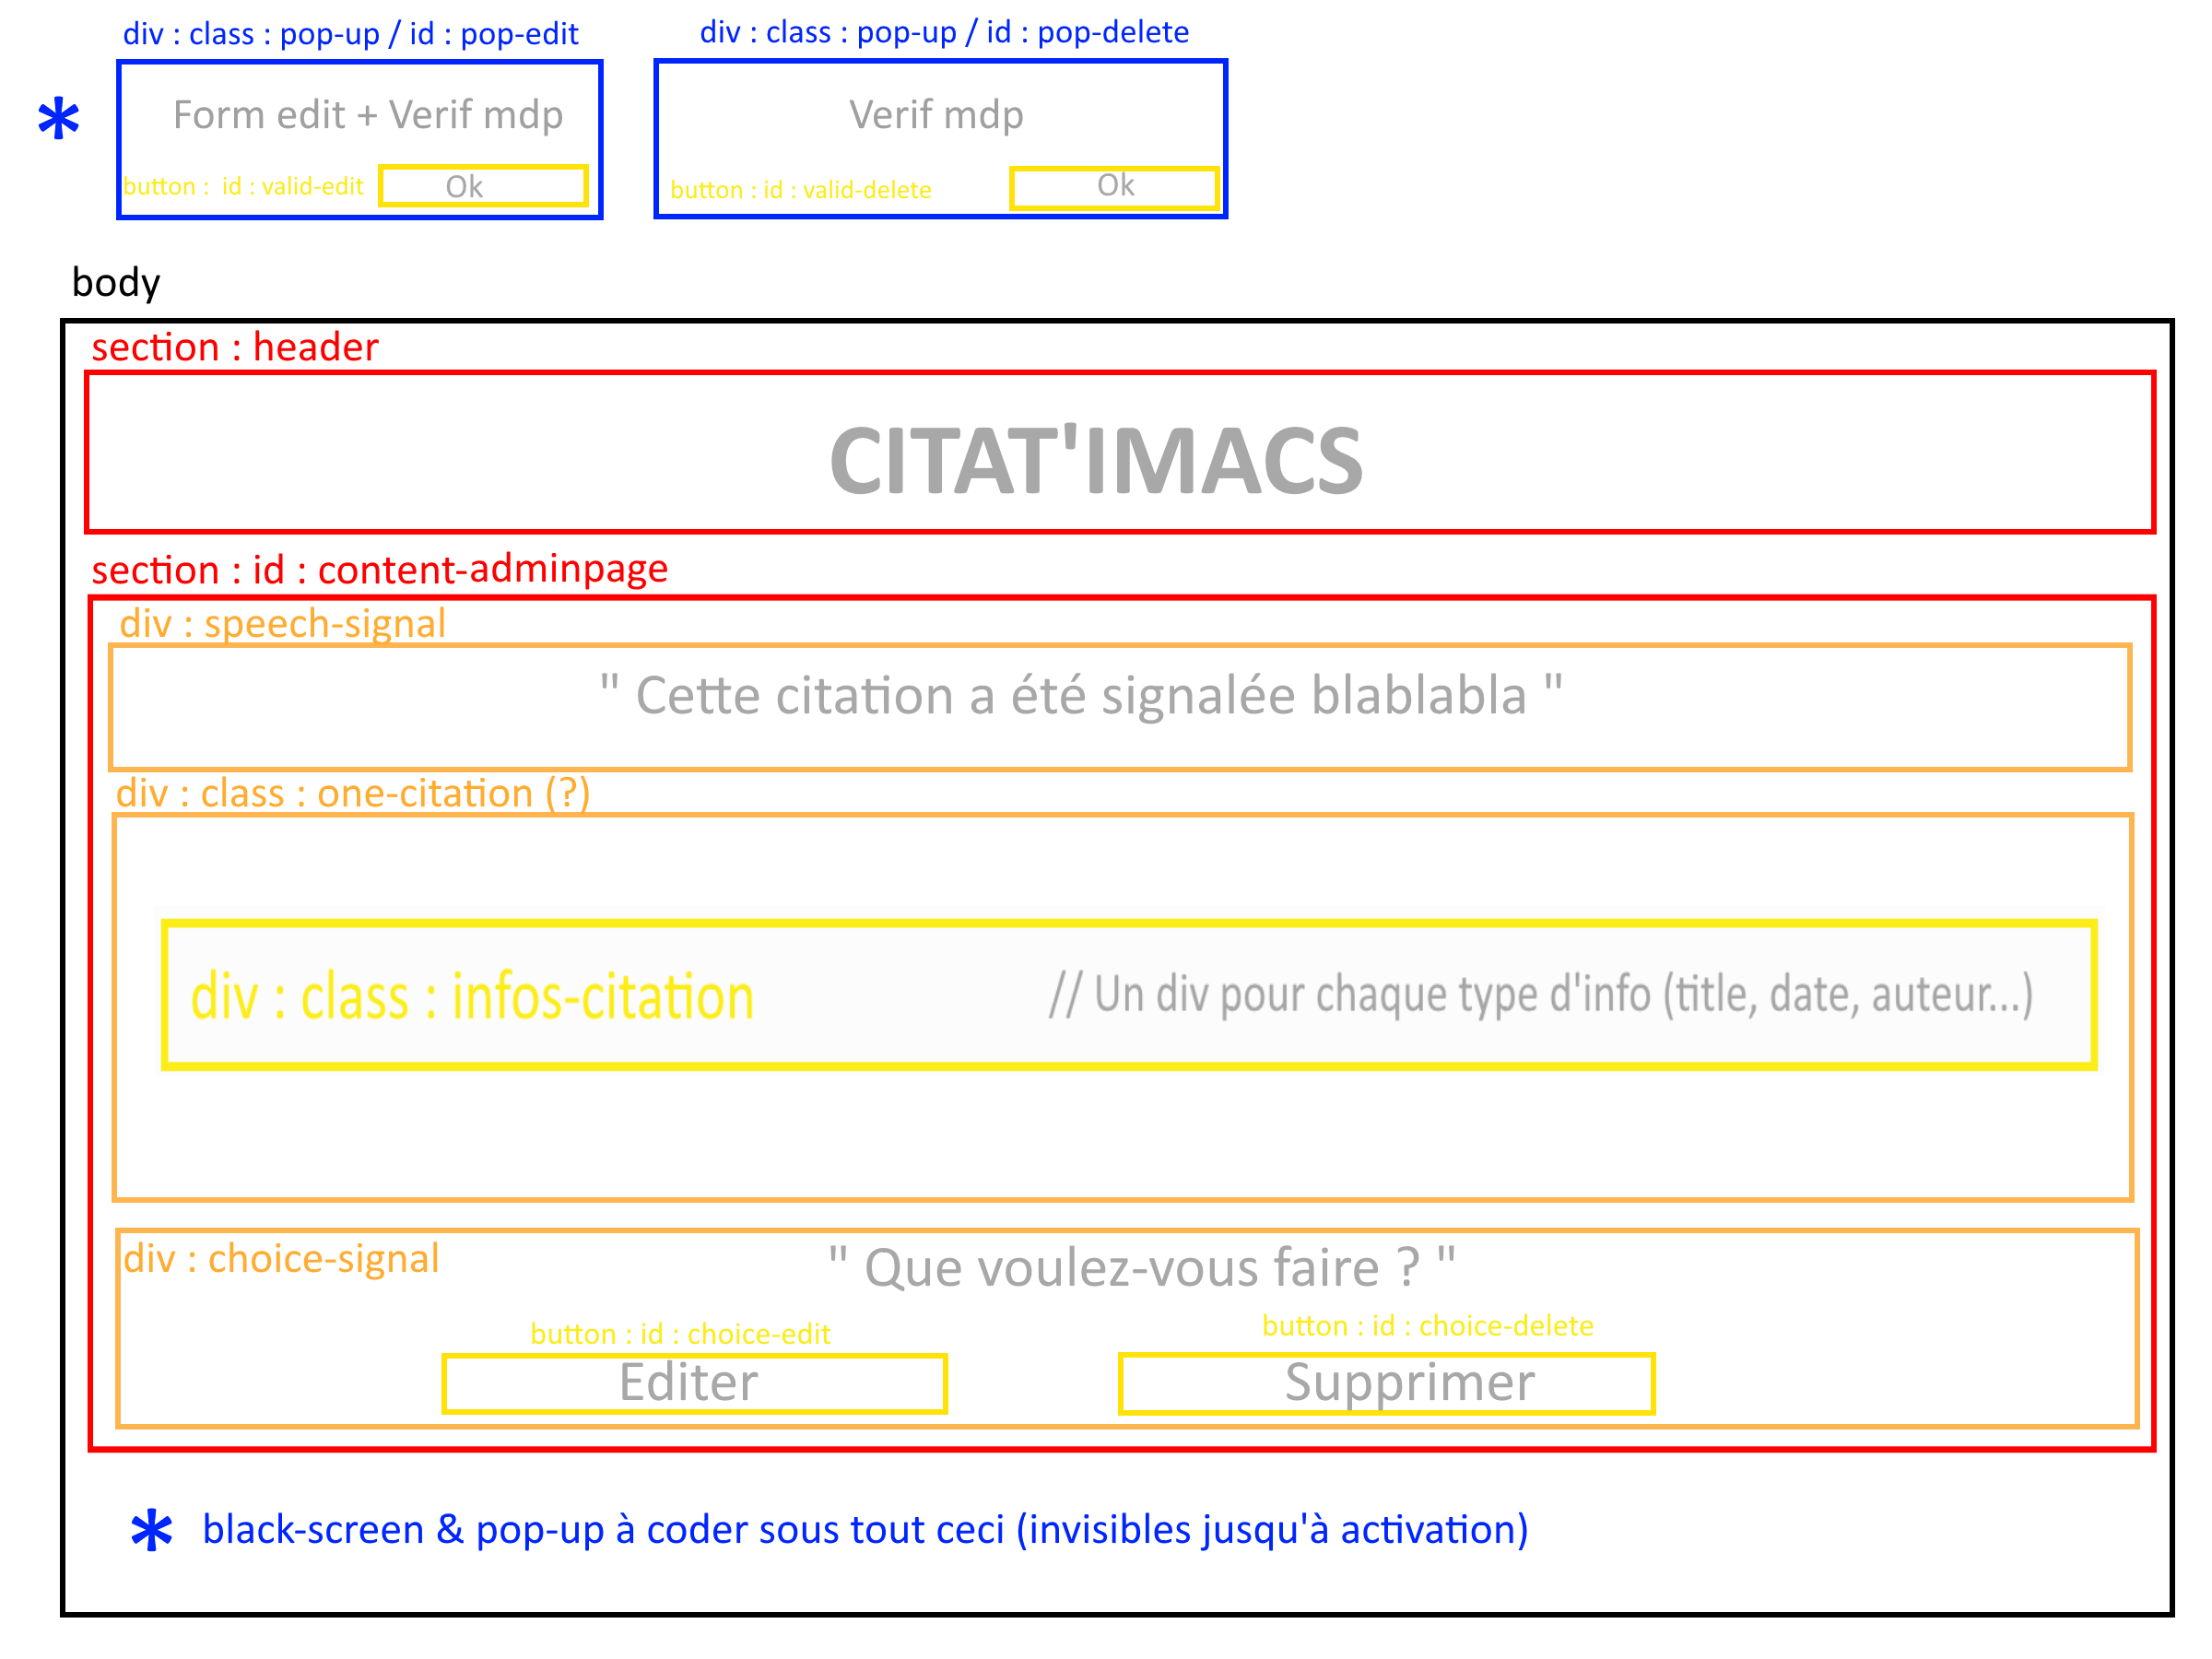 div : class : pop-up / id : pop-edit
div : class : pop-up / id : pop-delete
*
Form edit + Verif mdp
button : id : valid-edit
Ok
Verif mdp
button : id : valid-delete
Ok
body
section : header
CITAT'IMACS
section : id : content-adminpage
div : speech-signal
" Cette citation a été signalée blablabla "
div : class : one-citation (?)
div : class : infos-citation
// Un div pour chaque type d'info (title, date, auteur...)
div : choice-signal
" Que voulez-vous faire ? "
button : id : choice-edit
button : id : choice-delete
Editer
Supprimer
* black-screen & pop-up à coder sous tout ceci (invisibles jusqu'à activation)